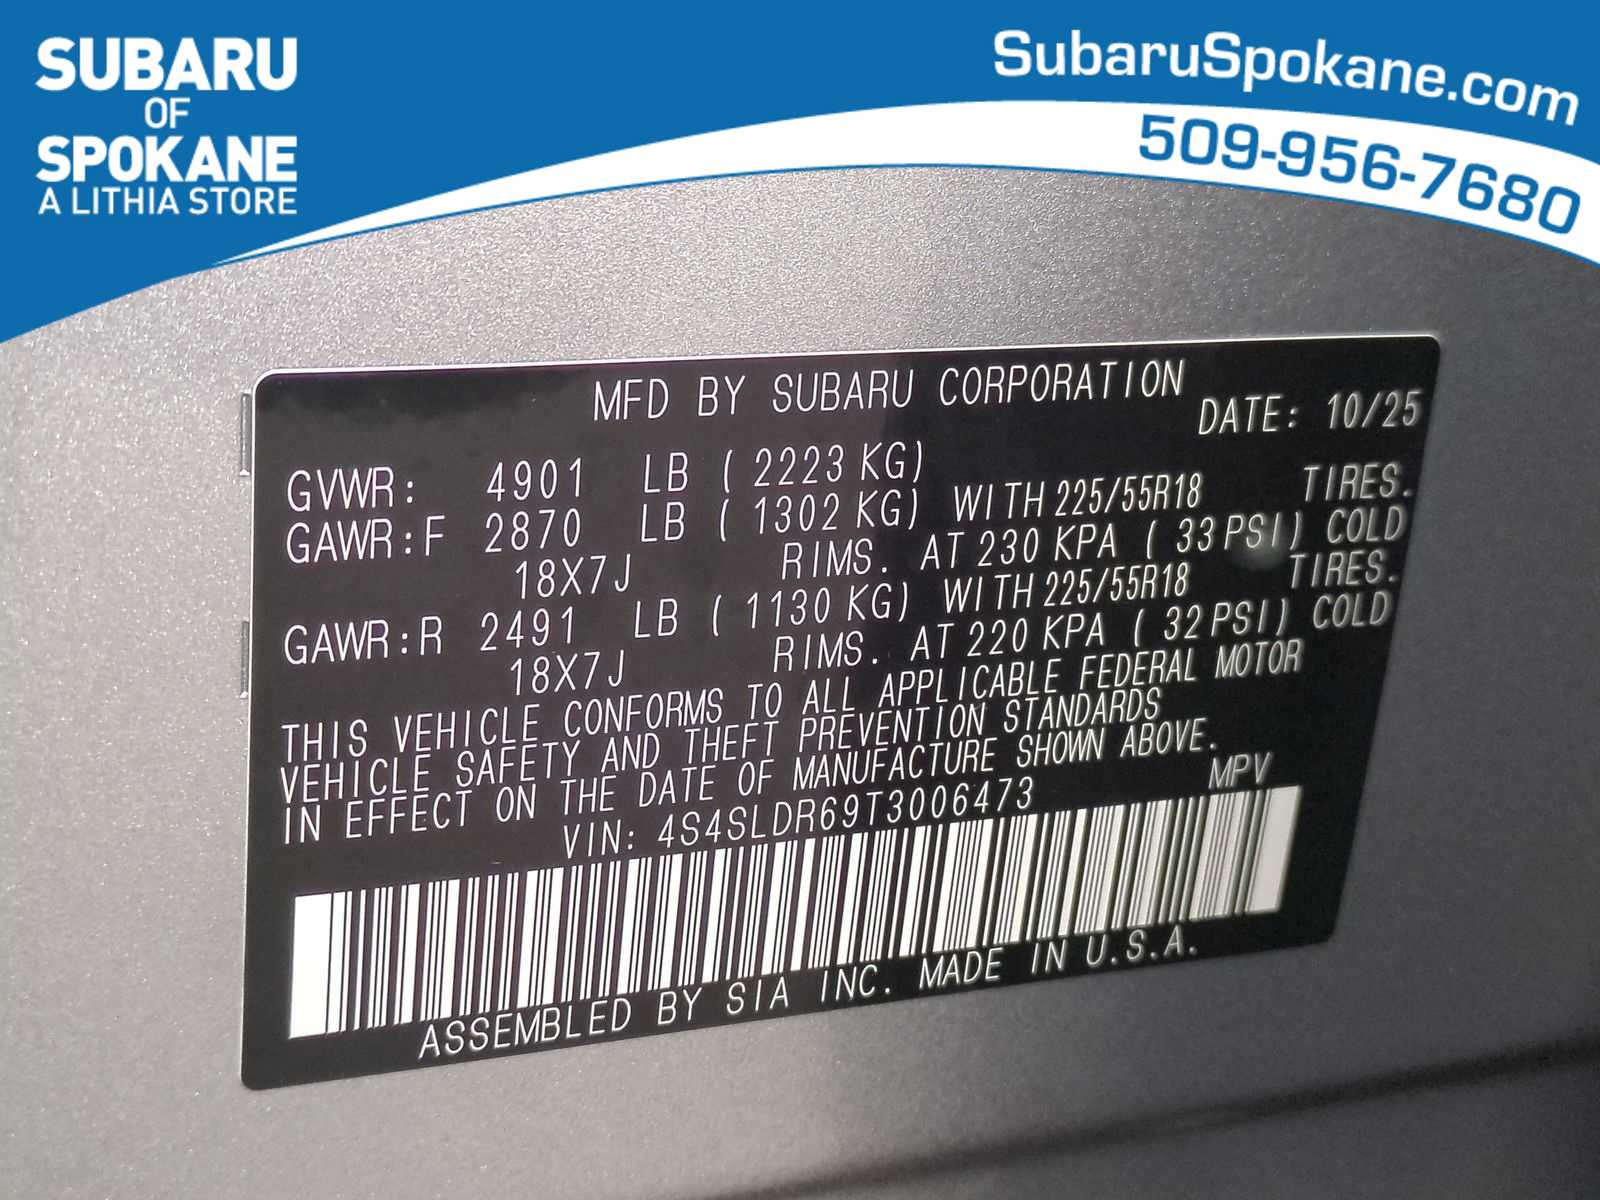 SUBARU
OF
SPOKANE
A LITHIA STORE
SubaruSpokane.com
509-956-7680
MFD BY SUBARU CORPORATION
DATE: 10/25
GVWR: 4901 LB ( 2223 KG)
GAWR:F 2870 LB ( 1302 KG) WITH 225/55R18 TIRES.
18X7J RIMS. AT 230 KPA ( 33 PSI) COLD
GAWR:R 2491 LB ( 1130 KG) WITH 225/55R18 TIRES.
18X7J RIMS. AT 220 KPA ( 32 PSI) COLD
THIS VEHICLE CONFORMS TO ALL APPLICABLE FEDERAL MOTOR
VEHICLE SAFETY AND THEFT PREVENTION STANDARDS
IN EFFECT ON THE DATE OF MANUFACTURE SHOWN ABOVE.
VIN: 4S4SLDR69T3006473 MPV
ASSEMBLED BY SIA INC. MADE IN U.S.A.